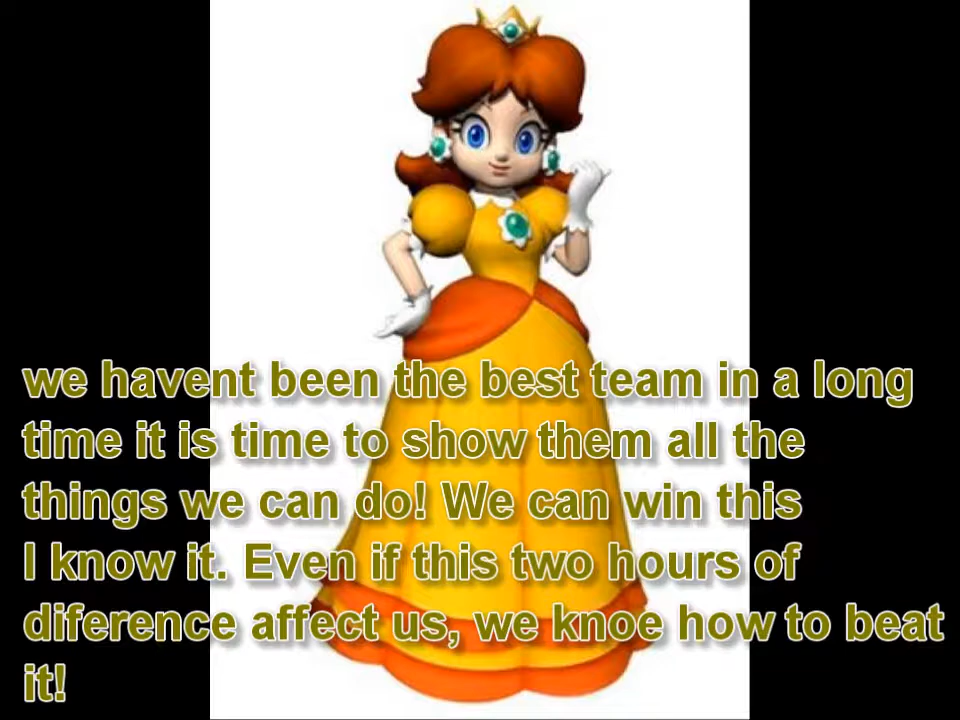 we havent been the best team in a long
time it is time to show them all the
things we can do! We can win this
I know it. Even if this two hours of
diference affect us, we knoe how to beat
it!